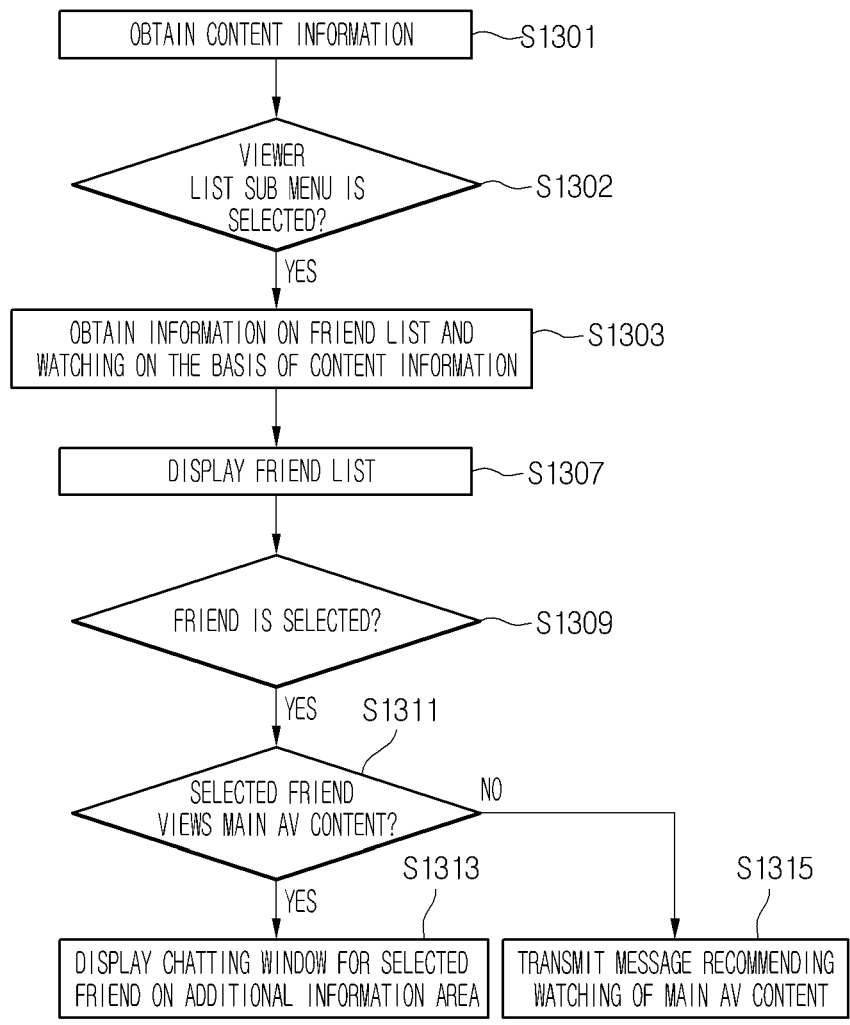 OBTAIN CONTENT INFORMATION
S1301
VIEWER
LIST SUB MENU IS
SELECTED?
S1302
YES
OBTAIN INFORMATION ON FRIEND LIST AND
WATCHING ON THE BASIS OF CONTENT INFORMATION
S1303
DISPLAY FRIEND LIST
S1307
FRIEND IS SELECTED?
S1309
YES
S1311
SELECTED FRIEND
VIEWS MAIN AV CONTENT?
NO
YES
S1313
DISPLAY CHATTING WINDOW FOR SELECTED
FRIEND ON ADDITIONAL INFORMATION AREA
S1315
TRANSMIT MESSAGE RECOMMENDING
WATCHING OF MAIN AV CONTENT